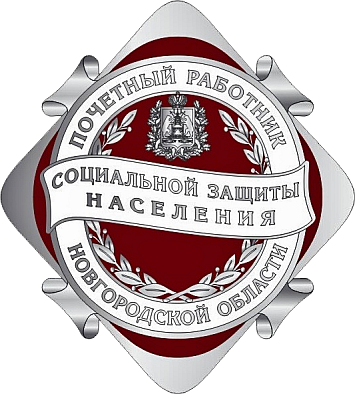 ПОЧЕТНЫЙ РАБОТНИК
СОЦИАЛЬНОЙ ЗАЩИТЫ
НАСЕЛЕНИЯ
НОВГОРОДСКОЙ ОБЛАСТИ